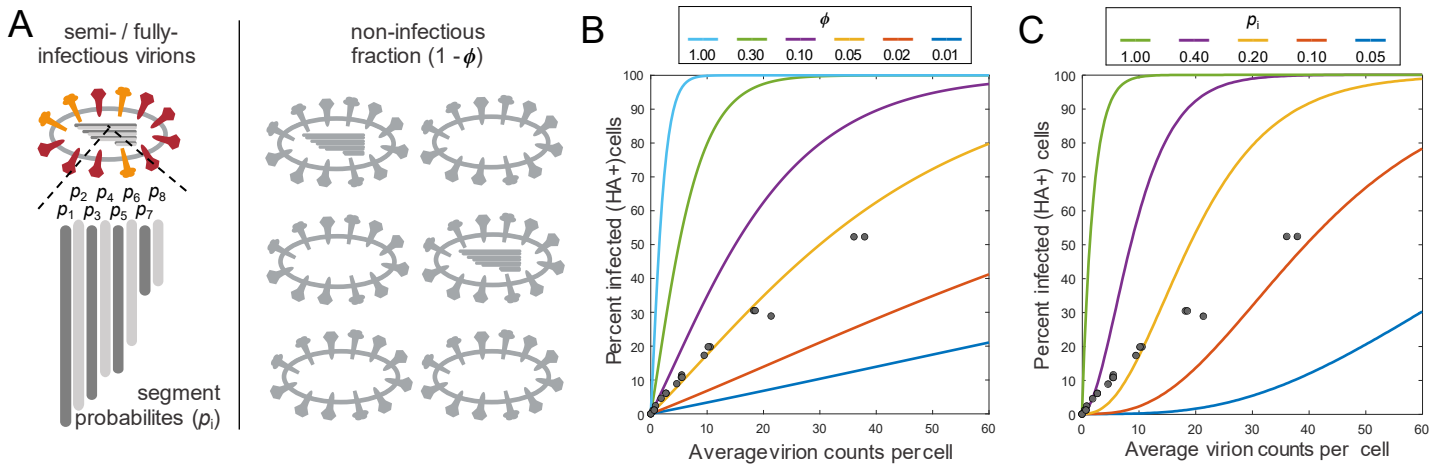 A
semi- / fully-
infectious virions
non-infectious
fraction (1 - ϕ)
p2 p4 p6 p8
p1 p3 p5 p7
segment
probabilites (pi)
B
ϕ
1.00 0.30 0.10 0.05 0.02 0.01
Percent infected (HA+) cells
100
90
80
70
60
50
40
30
20
10
0
0 10 20 30 40 50 60
Average virion counts per cell
C
pi
1.00 0.40 0.20 0.10 0.05
Percent infected (HA+) cells
100
90
80
70
60
50
40
30
20
10
0
0 10 20 30 40 50 60
Average virion counts per cell